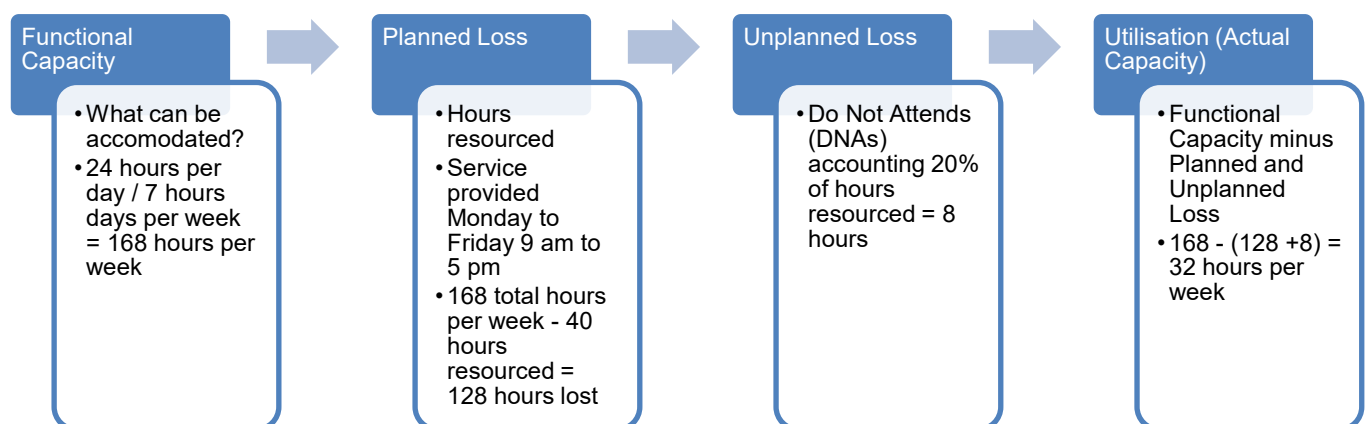 Functional
Capacity
• What can be
accomodated?
• 24 hours per
day / 7 hours
days per week
= 168 hours per
week
Planned Loss
• Hours
resourced
• Service
provided
Monday to
Friday 9 am to
5 pm
• 168 total hours
per week - 40
hours
resourced =
128 hours lost
Unplanned Loss
• Do Not Attends
(DNAs)
accounting 20%
of hours
resourced = 8
hours
Utilisation (Actual
Capacity)
• Functional
Capacity minus
Planned and
Unplanned
Loss
• 168 - (128 +8) =
32 hours per
week